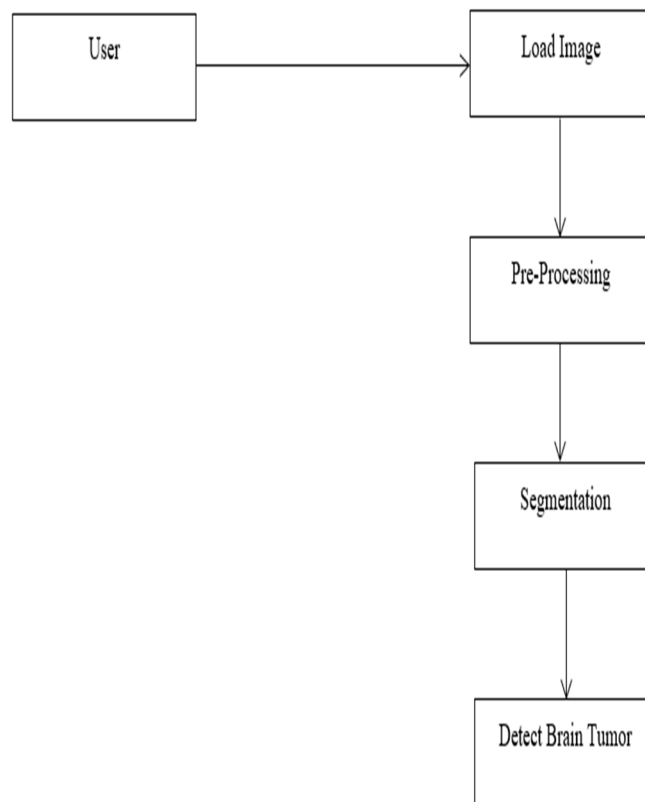 User
Load Image
Pre-Processing
Segmentation
Detect Brain Tumor